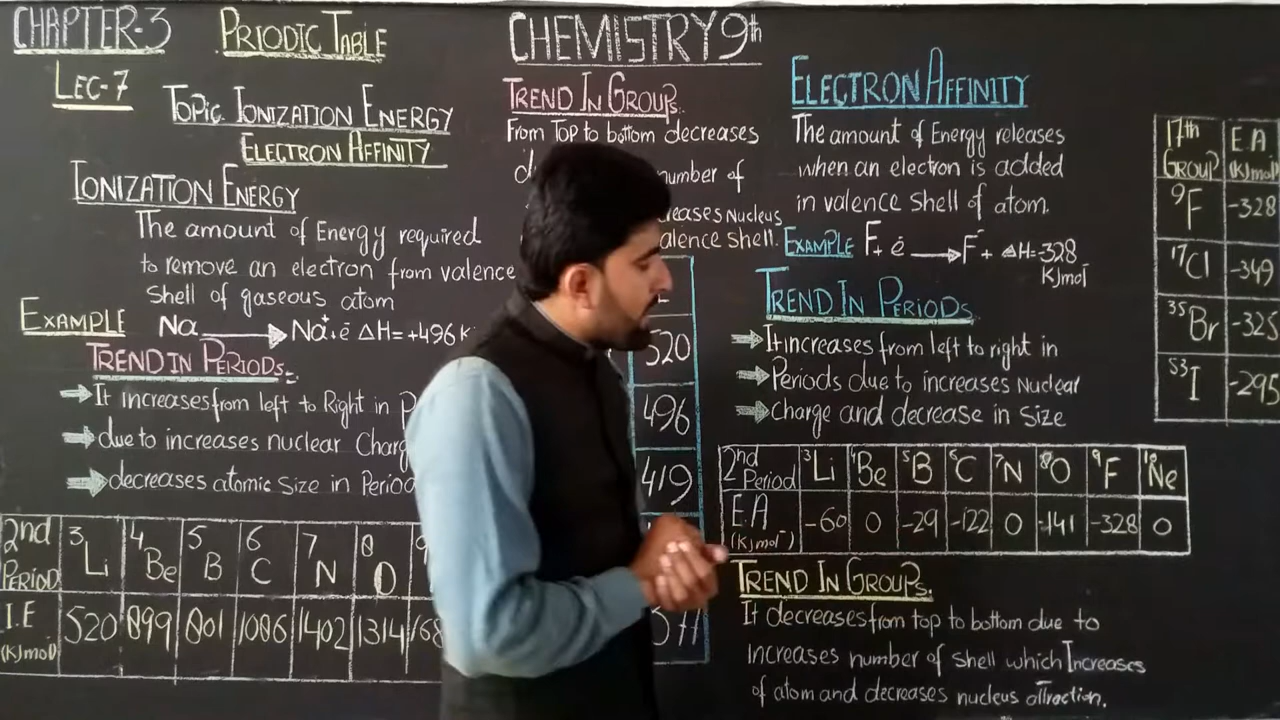 CHAPTER-3
PRIODIC TABLE
LEC-7
TOPIC IONIZATION ENERGY
ELECTRON AFFINITY
IONIZATION ENERGY
The amount of Energy required
to remove an electron from valence
shell of gaseous atom
EXAMPLE Na → Na⁺ + ē ΔH=+496 K
TREND IN PERIODS:-
It increases from left to Right in P
due to increases nuclear Charg
decreases atomic size in Perio
2nd PERIOD 3Li 4Be 5B 6C 7N 8O 9
I.E (KJmol⁻) 520 899 801 1086 1402 1314 168
CHEMISTRY 9th
TREND IN GROUPS.
From Top to bottom decreases
number of
Nucleus
shell.
520
496
419
577
ELECTRON AFFINITY
The amount of Energy releases
when an electron is added
in valence shell of atom.
EXAMPLE F + ē → F⁻ + ΔH=-328
KJmol⁻
TREND IN PERIODS
It increases from left to right in
Periods due to increases Nuclear
charge and decrease in size
2nd Period 3Li 4Be 5B 6C 7N 8O 9F 10Ne
E.A (KJmol⁻) -60 0 -29 -122 0 -141 -328 0
TREND IN GROUPS.
It decreases from top to bottom due to
increases number of shell which Increases
of atom and decreases nucleus attraction.
17th GROUP E.A (KJmol
9F -328
17Cl -349
35Br -325
53I -295